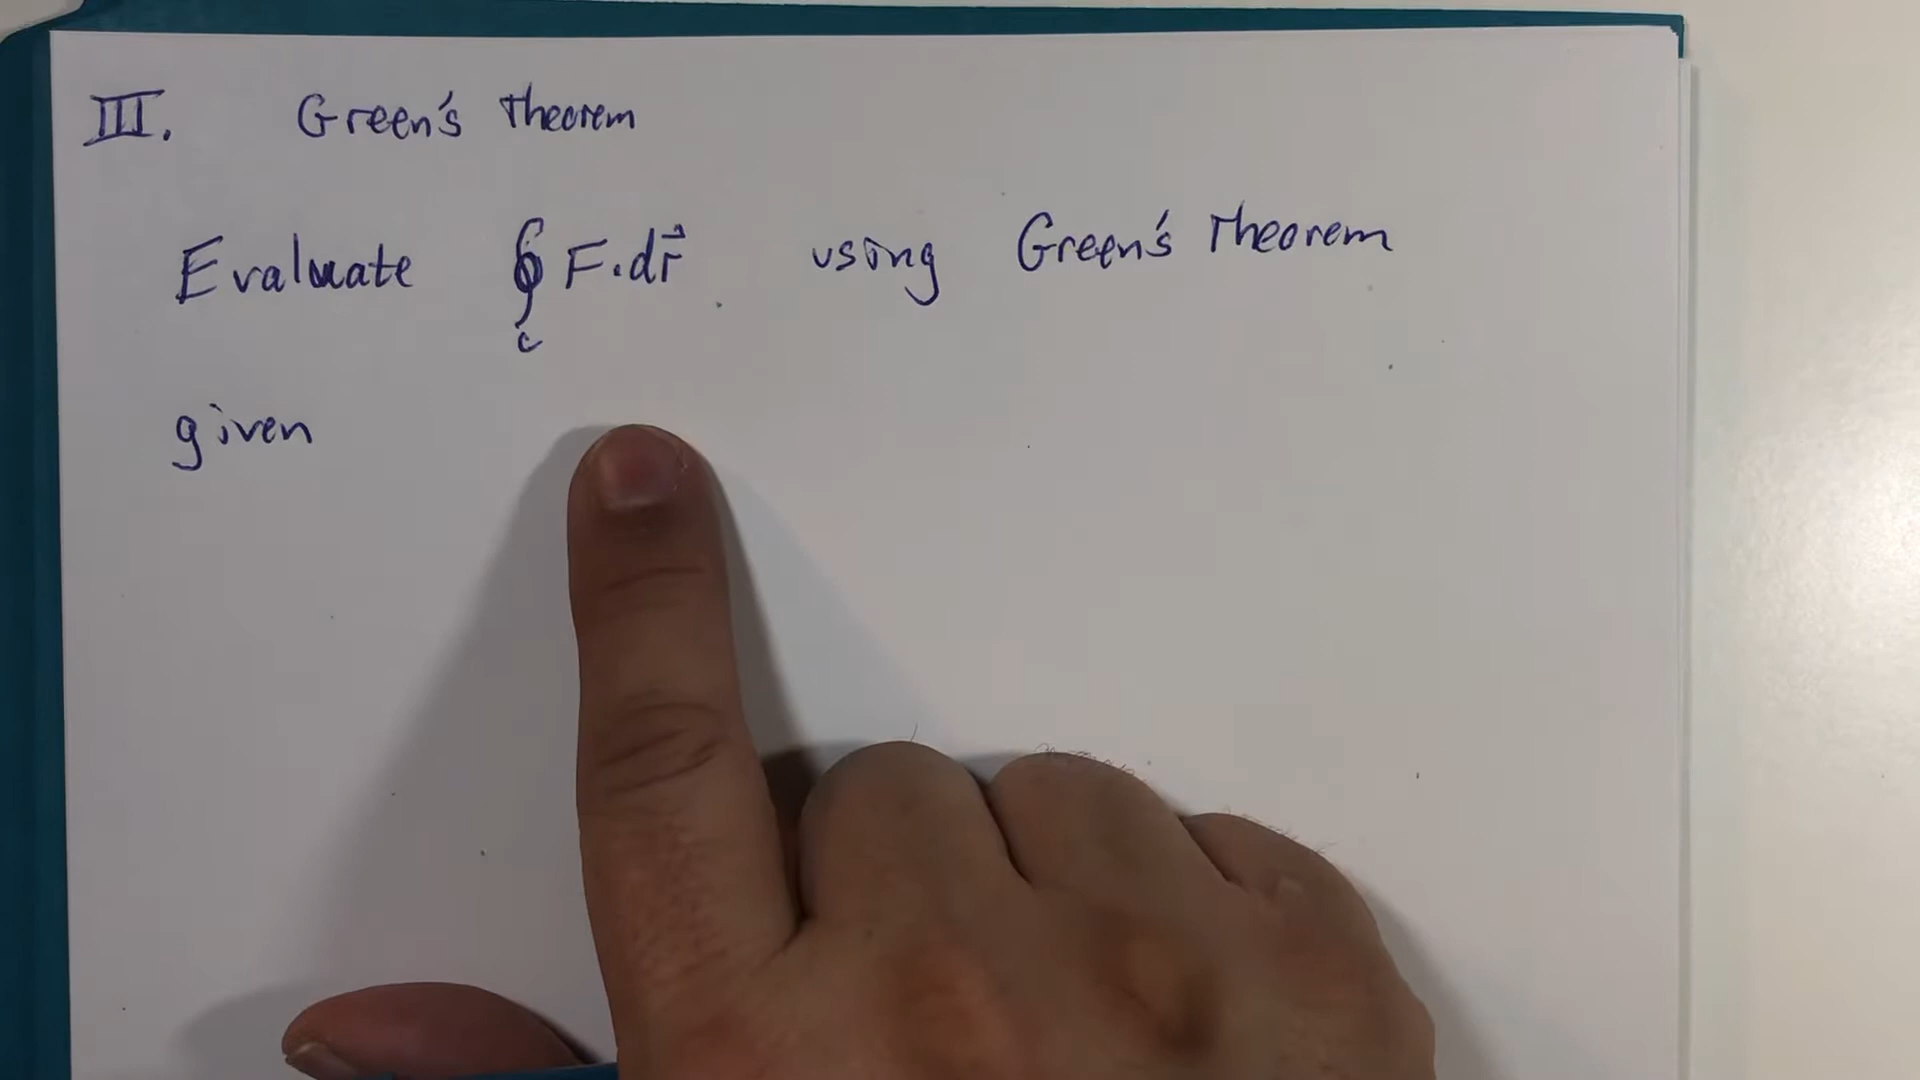 III. Green's Theorem
Evaluate ∮_C F·dr⃗ using Green's Theorem
given